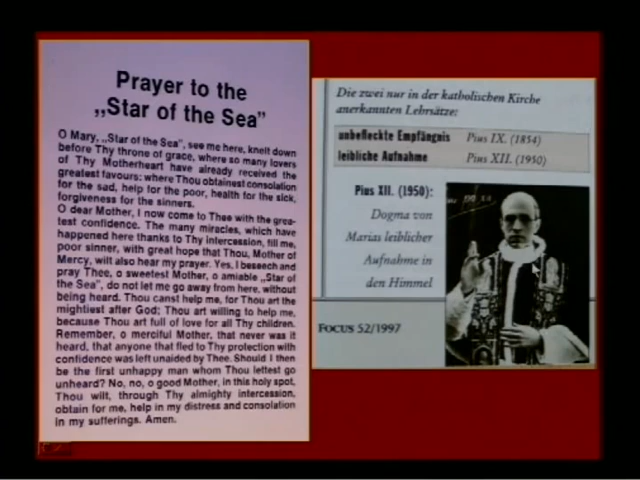 Prayer to the
„Star of the Sea”
O Mary, „Star of the Sea”, see me here, knelt down
before Thy throne of grace, where so many lovers
of Thy Motherheart have already received the
greatest favours: where Thou obtainest consolation
for the sad, help for the poor, health for the sick,
forgiveness for the sinners.
O dear Mother, I now come to Thee with the grea-
test confidence. The many miracles, which have
happened here thanks to Thy intercession, fill me,
poor sinner, with great hope that Thou, Mother of
Mercy, will also hear my prayer. Yes, I beseech and
pray Thee, o sweetest Mother, o amiable „Star of
the Sea”, do not let me go away from here, without
being heard. Thou canst help me, for Thou art the
mightiest after God; Thou art willing to help me,
because Thou art full of love for all Thy children.
Remember, o merciful Mother, that never was it
heard, that anyone that fled to Thy protection with
confidence was left unaided by Thee. Should I then
be the first unhappy man whom Thou lettest go
unheard? No, no, o good Mother, in this holy spot,
Thou wilt, through Thy almighty intercession,
obtain for me, help in my distress and consolation
in my sufferings. Amen.
Die zwei nur in der katholischen Kirche
anerkannten Lehrsätze:
unbefleckte Empfängnis Pius IX. (1854)
leibliche Aufnahme Pius XII. (1950)
Pius XII. (1950):
Dogma von
Marias leiblicher
Aufnahme in
den Himmel
FOCUS 52/1997